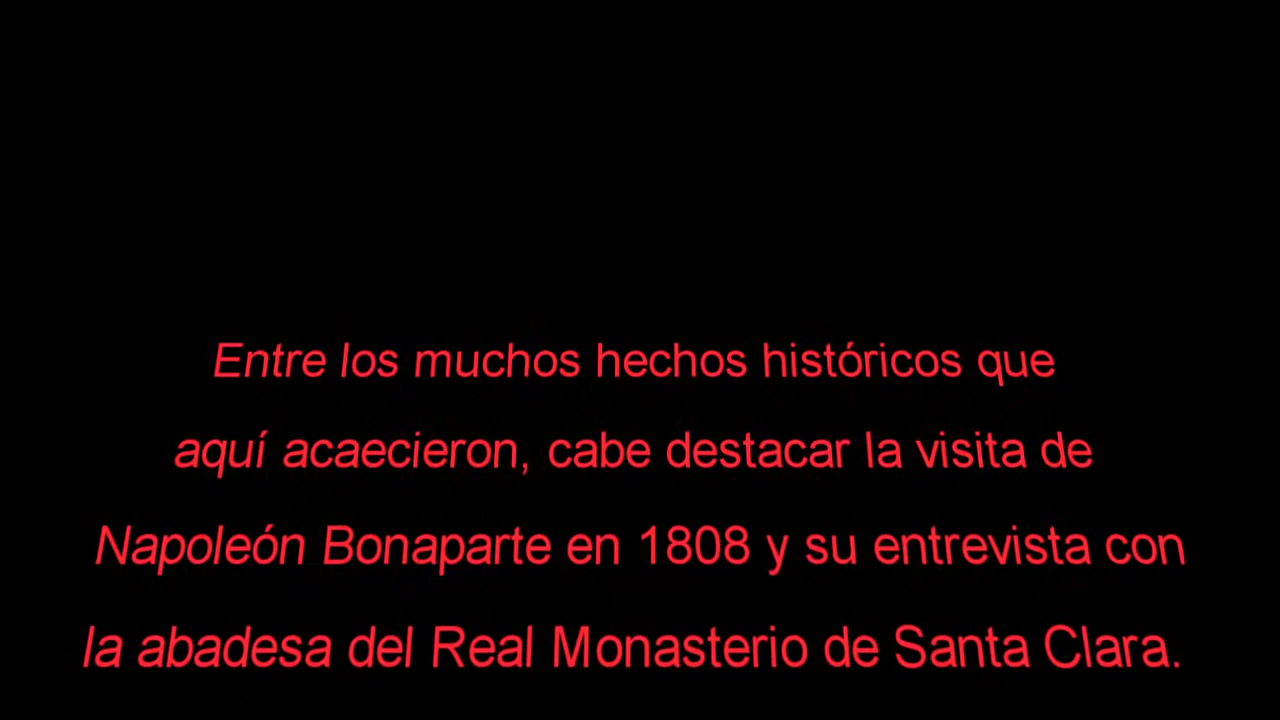 Entre los muchos hechos históricos que
aquí acaecieron, cabe destacar la visita de
Napoleón Bonaparte en 1808 y su entrevista con
la abadesa del Real Monasterio de Santa Clara.